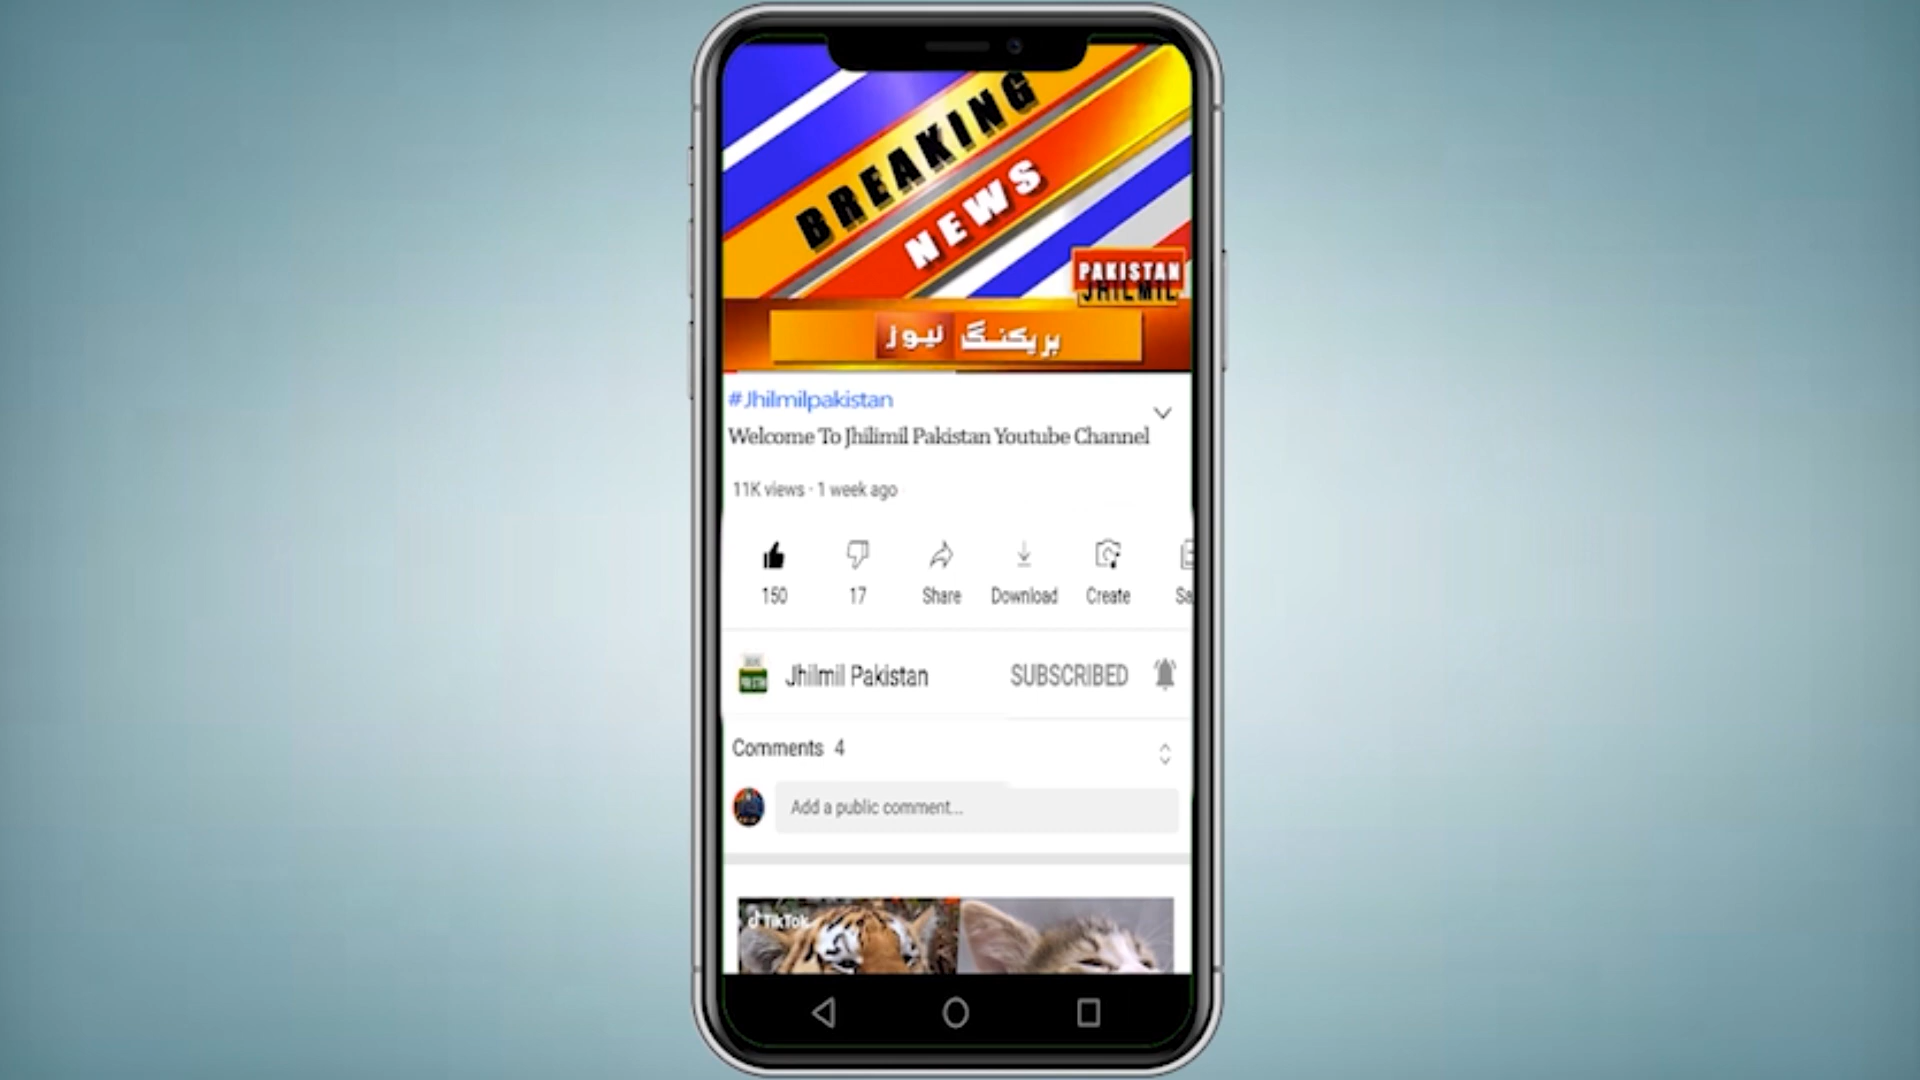 BREAKING
NEWS
PAKISTAN
JHILMIL
بریکنگ نیوز
#Jhilmilpakistan
Welcome To Jhilimil Pakistan Youtube Channel
11K views · 1 week ago
150 17 Share Download Create Sa
Jhilmil Pakistan SUBSCRIBED
Comments 4
Add a public comment...
TikTok